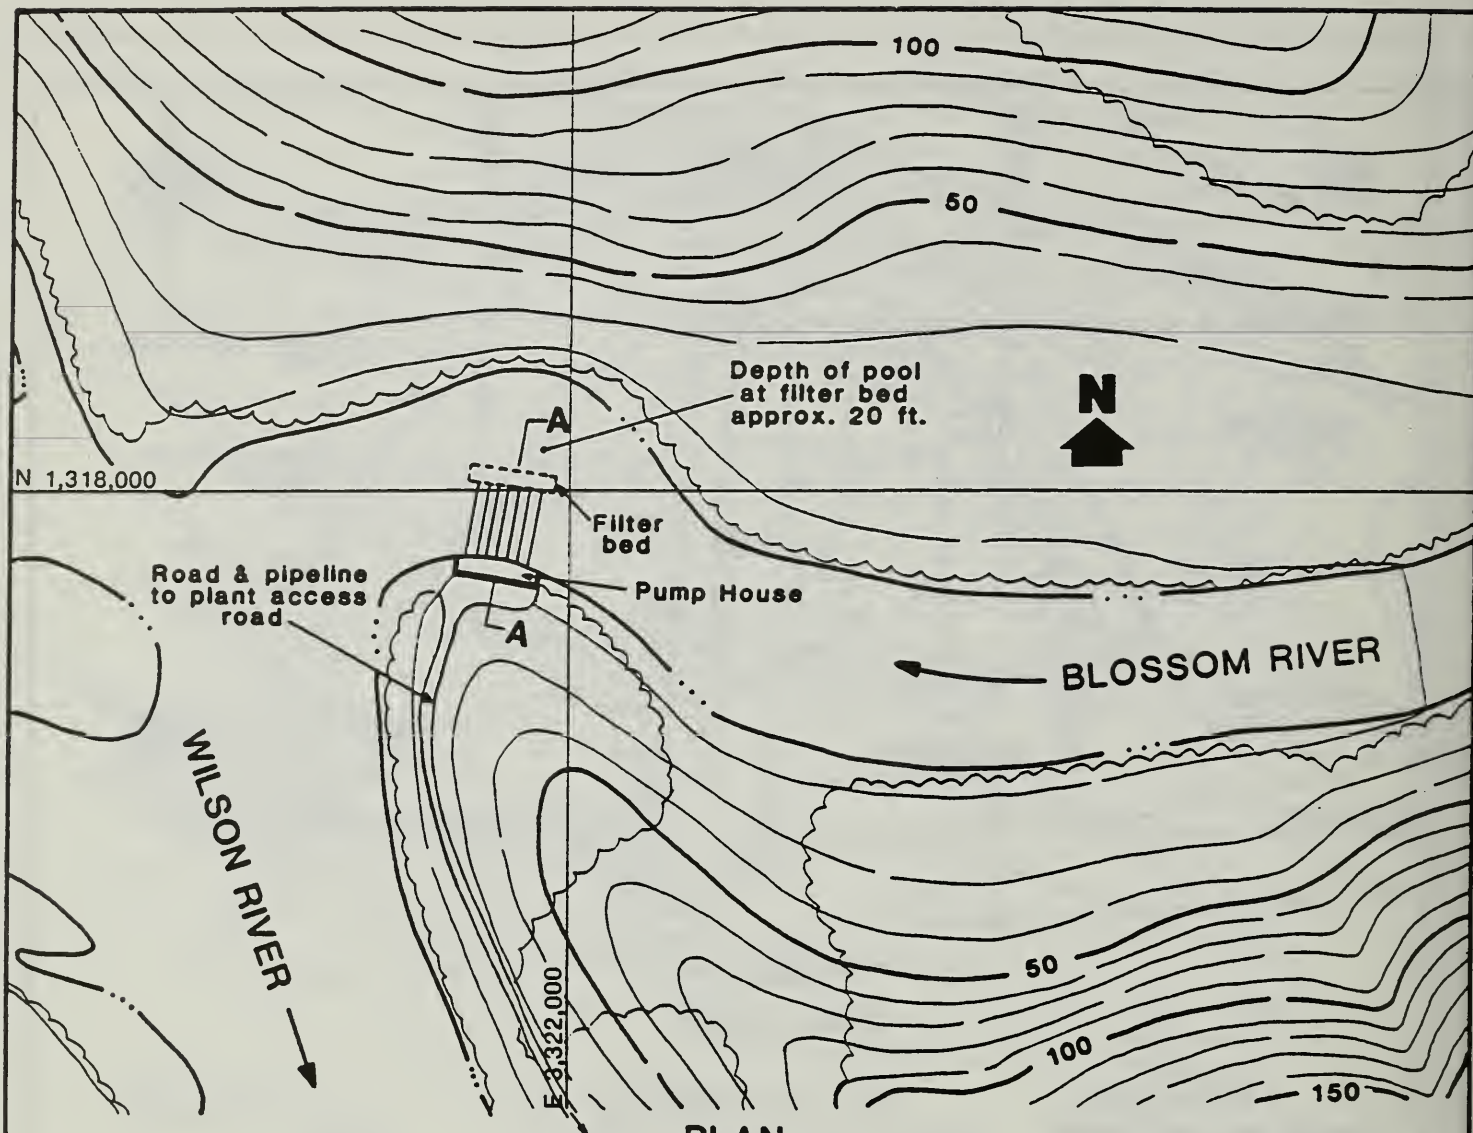 100
50
Depth of pool
at filter bed
approx. 20 ft.
N
A
N 1,318,000
Filter
bed
Road & pipeline
to plant access
road
Pump House
A
BLOSSOM RIVER
WILSON RIVER
50
E 3,322,000
100
150
PLAN